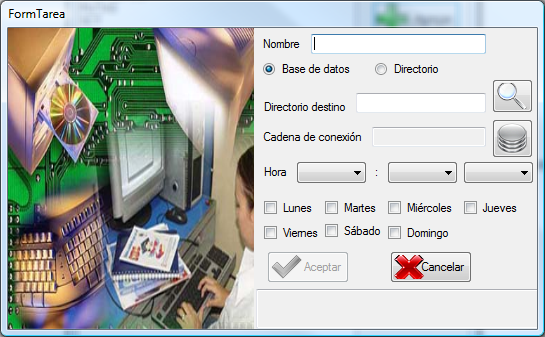 FormTarea
Nombre
Base de datos Directorio
Directorio destino
Cadena de conexión
Hora :
Lunes Martes Miércoles Jueves
Viernes Sábado Domingo
Aceptar Cancelar